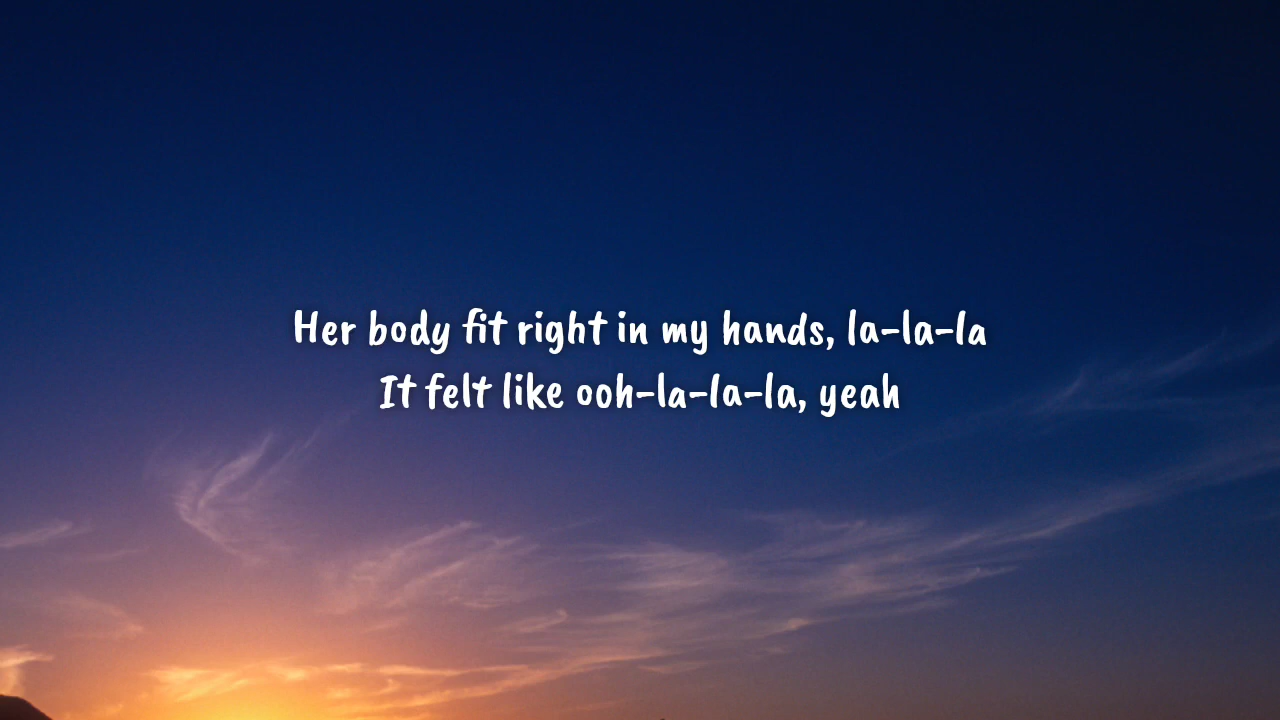 Her body fit right in my hands, la-la-la
It felt like ooh-la-la-la, yeah